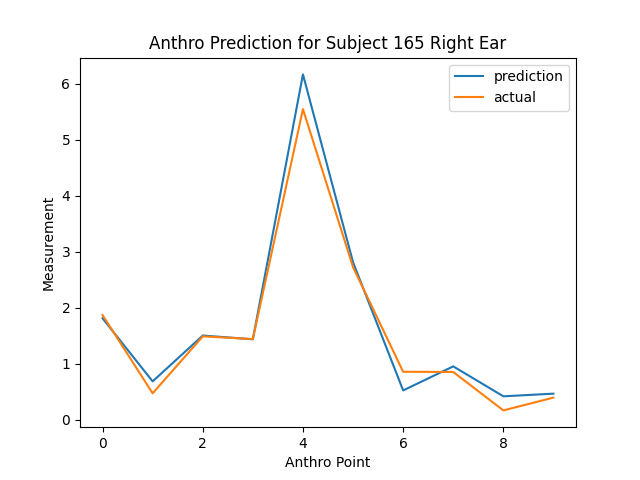 Anthro Prediction for Subject 165 Right Ear
prediction
actual
Measurement
6
5
4
3
2
1
0
0 2 4 6 8
Anthro Point